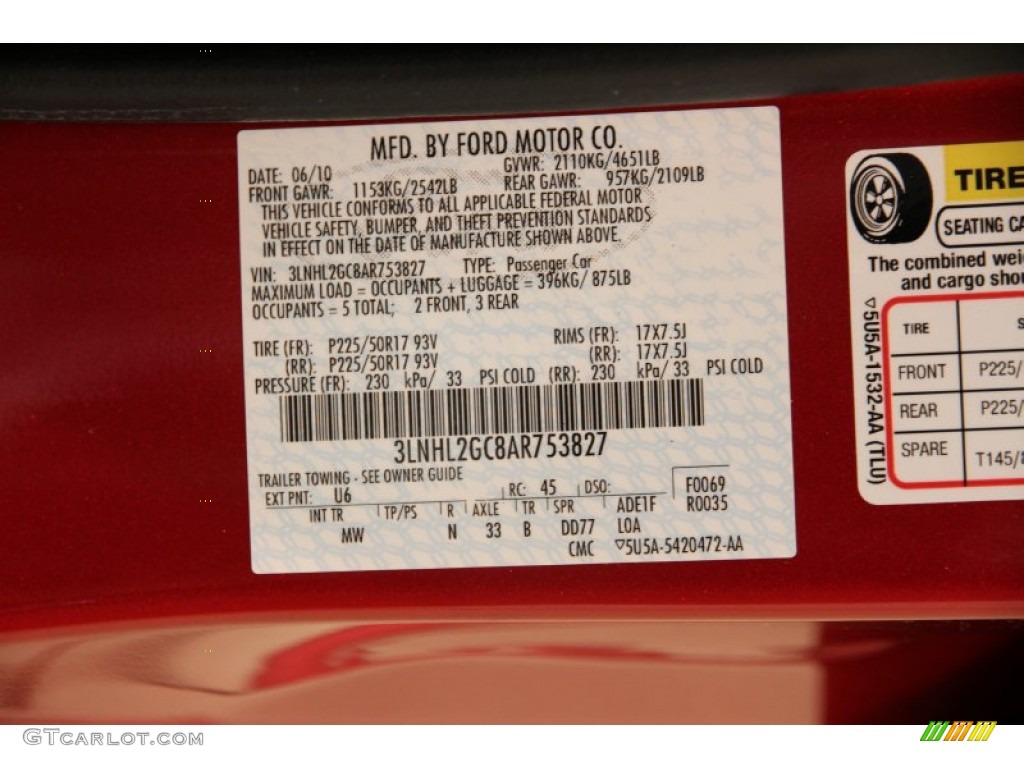 MFD. BY FORD MOTOR CO.
DATE: 06/10
GVWR: 2110KG/4651LB
FRONT GAWR: 1153KG/2542LB
REAR GAWR: 957KG/2109LB
THIS VEHICLE CONFORMS TO ALL APPLICABLE FEDERAL MOTOR
VEHICLE SAFETY, BUMPER, AND THEFT PREVENTION STANDARDS
IN EFFECT ON THE DATE OF MANUFACTURE SHOWN ABOVE.
VIN: 3LNHL2GC8AR753827 TYPE: Passenger Car
MAXIMUM LOAD = OCCUPANTS + LUGGAGE = 396KG/ 875LB
OCCUPANTS = 5 TOTAL; 2 FRONT, 3 REAR
TIRE (FR): P225/50R17 93V RIMS (FR): 17X7.5J
(RR): P225/50R17 93V (RR): 17X7.5J
PRESSURE (FR): 230 kPa/ 33 PSI COLD (RR): 230 kPa/ 33 PSI COLD
3LNHL2GC8AR753827
TRAILER TOWING - SEE OWNER GUIDE
EXT PNT: U6 RC: 45 DSO: F0069
INT TR TP/PS R AXLE TR SPR ADE1F R0035
MW N 33 B DD77 LOA
CMC ▽5U5A-5420472-AA
TIRE
SEATING CA
The combined wei
and cargo shou
▽5U5A-1532-AA (TLU)
TIRE S
FRONT P225/
REAR P225/
SPARE T145/8
GTCARLOT.COM